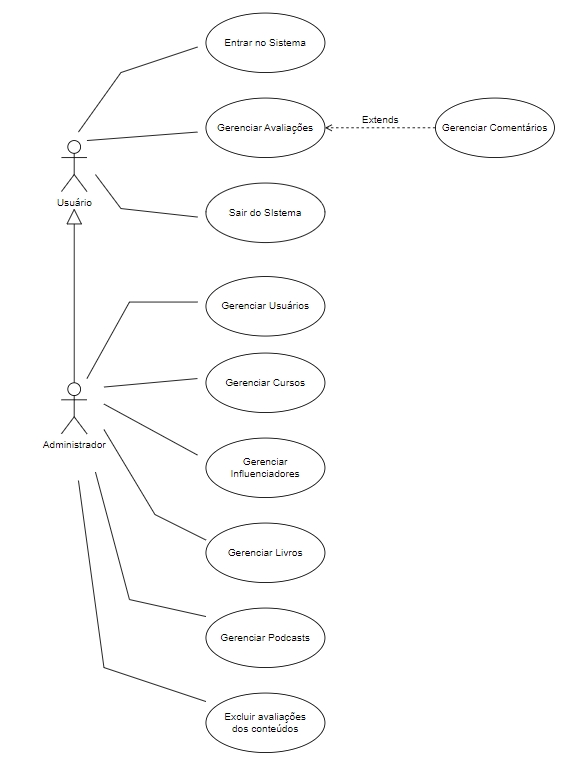 Entrar no Sistema
Gerenciar Avaliações
Extends
Gerenciar Comentários
Usuário
Sair do SIstema
Gerenciar Usuários
Gerenciar Cursos
Administrador
Gerenciar
Influenciadores
Gerenciar Livros
Gerenciar Podcasts
Excluir avaliações
dos conteúdos